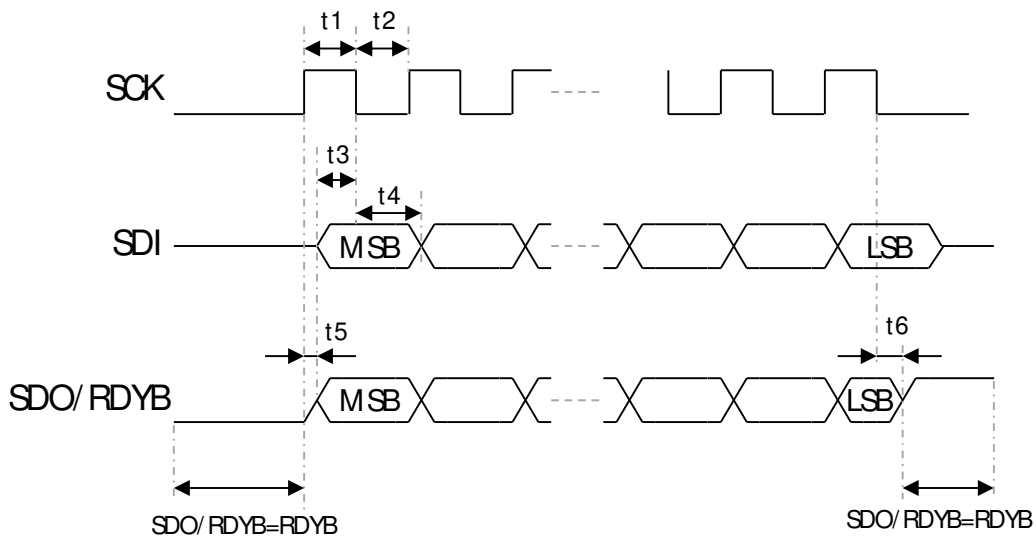 t1 t2
SCK
t3
t4
SDI MSB LSB
t5 t6
SDO/RDYB MSB LSB
SDO/RDYB=RDYB SDO/RDYB=RDYB